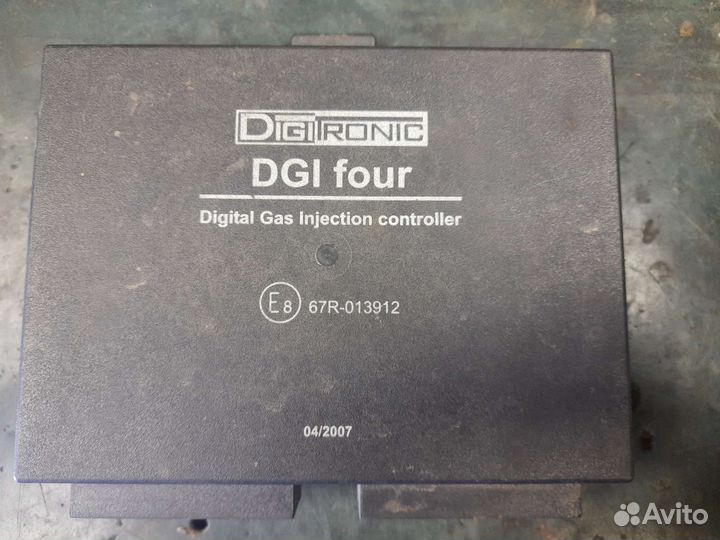 DIGITRONIC
DGI four
Digital Gas Injection controller
E8 67R-013912
04/2007
Avito